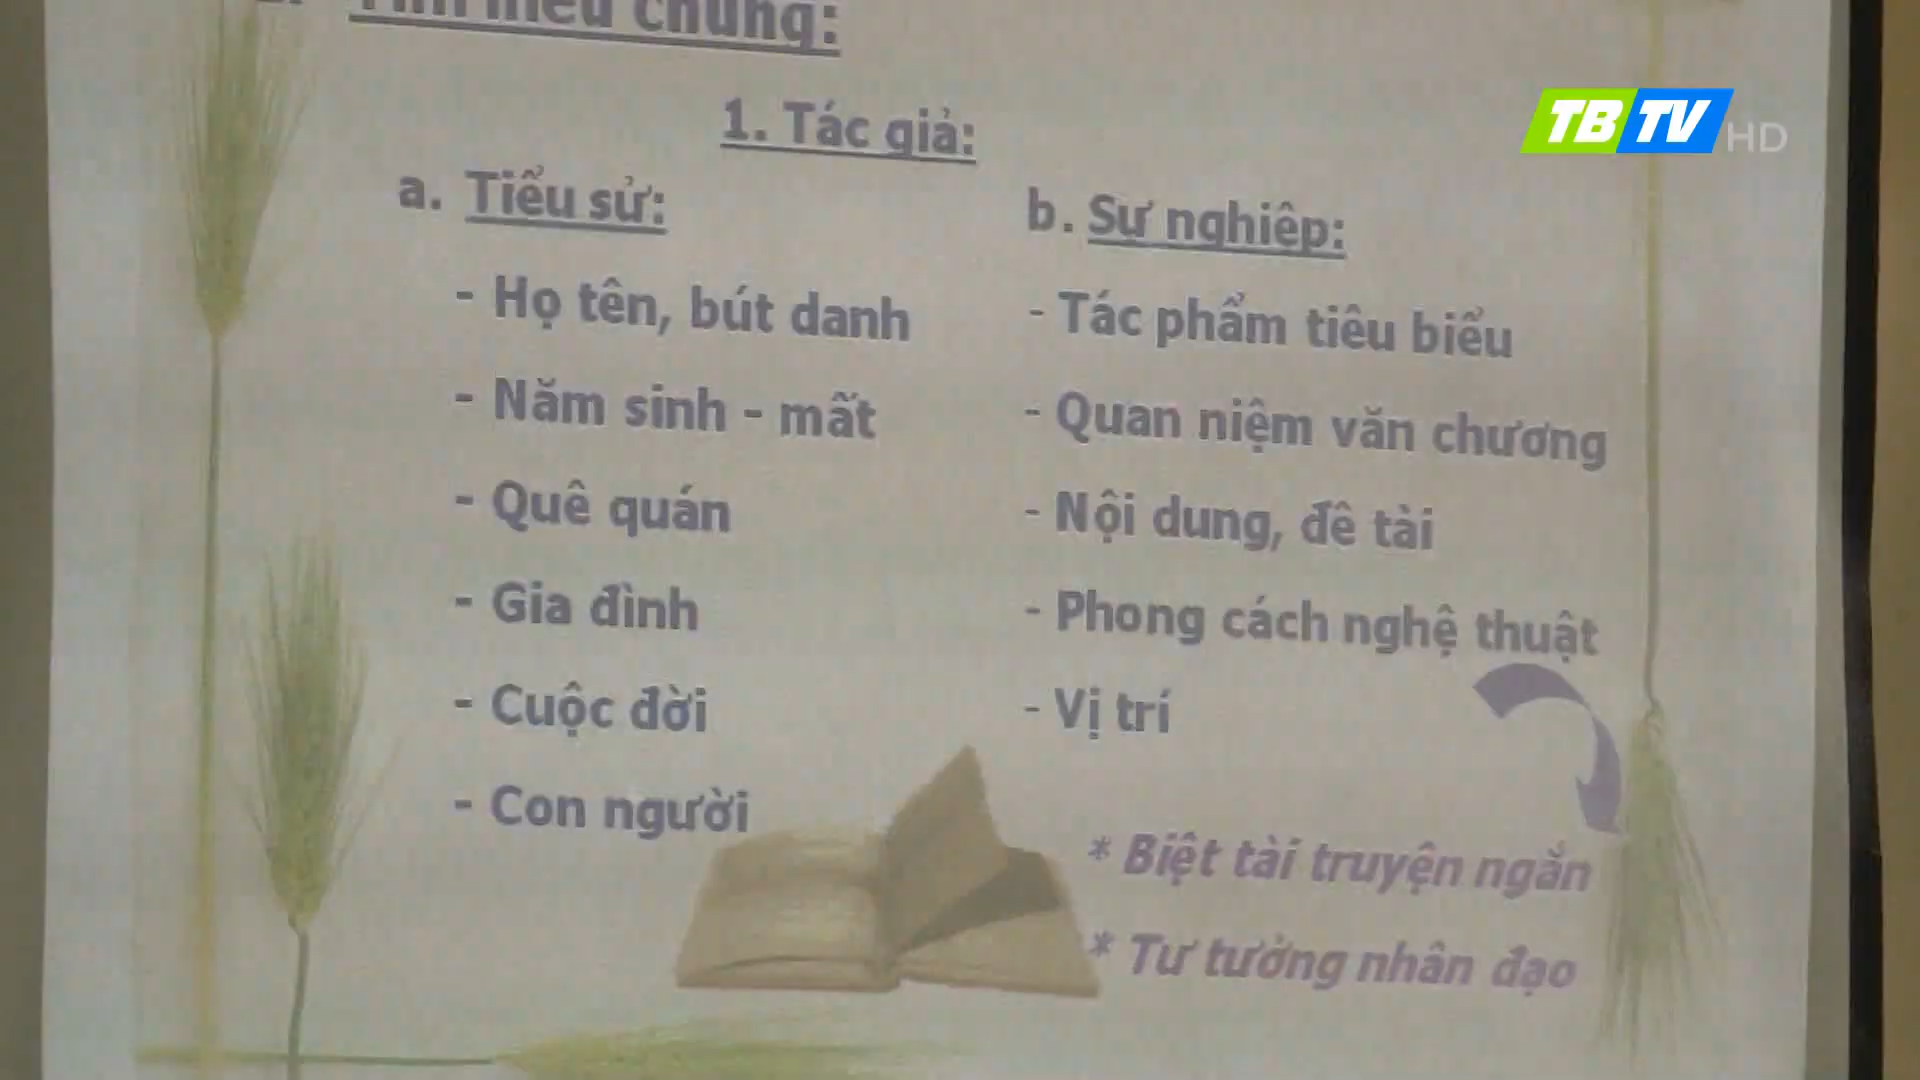 chung:
TBTV HD
1. Tác giả:
a. Tiểu sử:
- Họ tên, bút danh
- Năm sinh - mất
- Quê quán
- Gia đình
- Cuộc đời
- Con người
b. Sự nghiệp:
- Tác phẩm tiêu biểu
- Quan niệm văn chương
- Nội dung, đề tài
- Phong cách nghệ thuật
- Vị trí
* Biệt tài truyện ngắn
* Tư tưởng nhân đạo